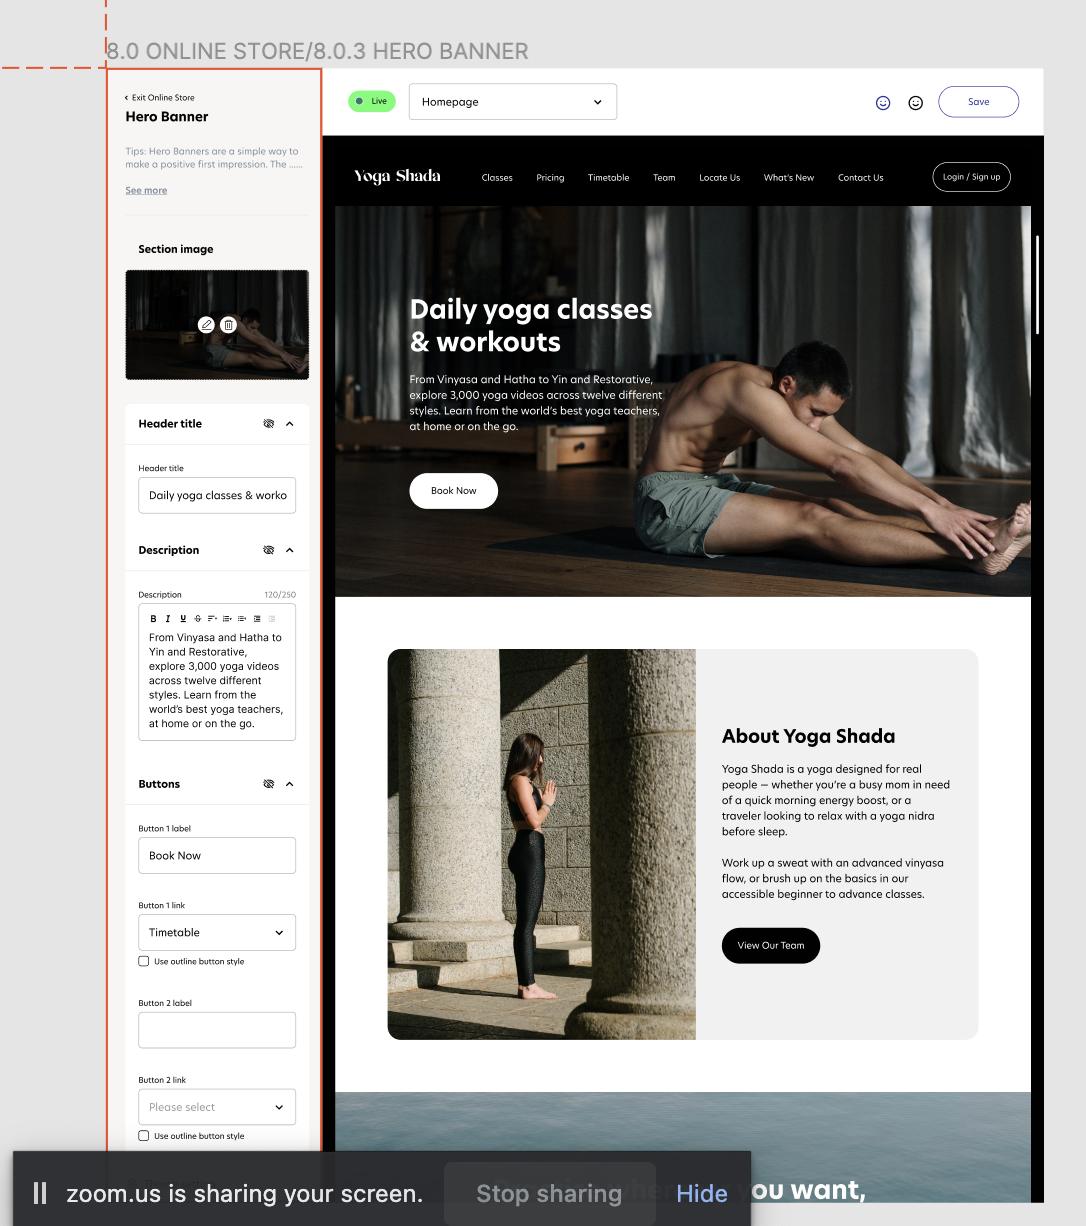 8.0 ONLINE STORE/8.0.3 HERO BANNER
Exit Online Store
Hero Banner
Tips: Hero Banners are a simple way to
make a positive first impression. The ......
See more
Section image
Header title
Header title
Daily yoga classes & worko
Description
Description 120/250
B I U S
From Vinyasa and Hatha to
Yin and Restorative,
explore 3,000 yoga videos
across twelve different
styles. Learn from the
world's best yoga teachers,
at home or on the go.
Buttons
Button 1 label
Book Now
Button 1 link
Timetable
Use outline button style
Button 2 label
Button 2 link
Please select
Use outline button style
Live
Homepage
Save
Yoga Shada
Classes Pricing Timetable Team Locate Us What's New Contact Us
Login / Sign up
Daily yoga classes
& workouts
From Vinyasa and Hatha to Yin and Restorative,
explore 3,000 yoga videos across twelve different
styles. Learn from the world's best yoga teachers,
at home or on the go.
Book Now
About Yoga Shada
Yoga Shada is a yoga designed for real
people — whether you're a busy mom in need
of a quick morning energy boost, or a
traveler looking to relax with a yoga nidra
before sleep.
Work up a sweat with an advanced vinyasa
flow, or brush up on the basics in our
accessible beginner to advance classes.
View Our Team
you want,
zoom.us is sharing your screen. Stop sharing Hide